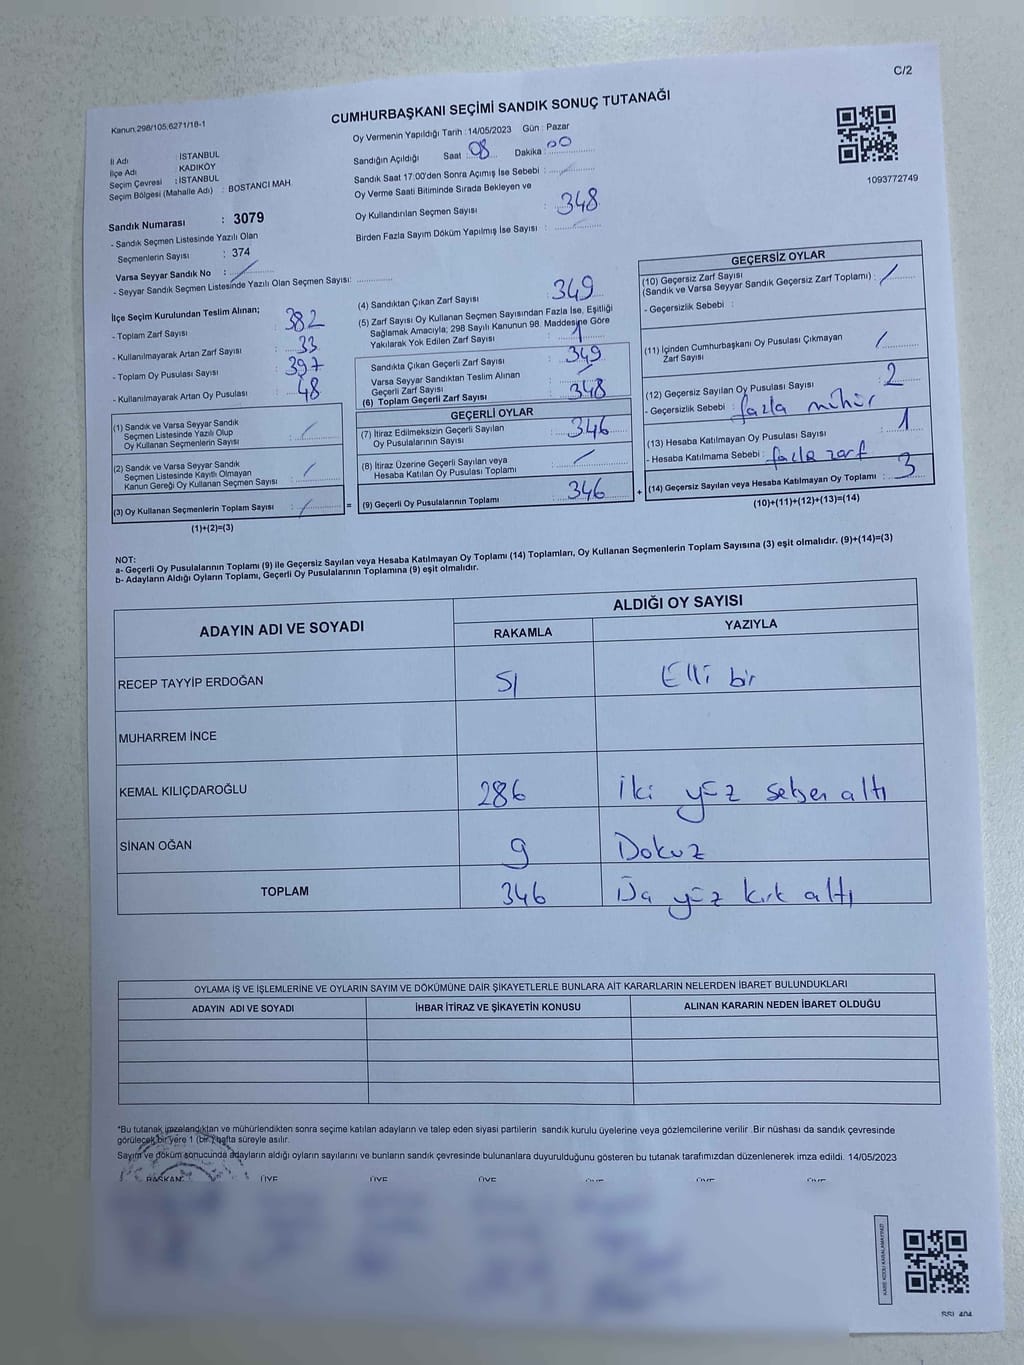 C/2
CUMHURBAŞKANI SEÇİMİ SANDIK SONUÇ TUTANAĞI
Kanun.298/105;6271/18-1
Oy Vermenin Yapıldığı Tarih : 14/05/2023 Gün : Pazar
İl Adı : İSTANBUL
İlçe Adı : KADIKÖY
Seçim Çevresi : İSTANBUL
Seçim Bölgesi (Mahalle Adı) : BOSTANCI MAH
Sandığın Açıldığı Saat : 08 Dakika : 00
Sandık Saat 17:00'den Sonra Açımış İse Sebebi :
Oy Verme Saati Bitiminde Sırada Bekleyen ve
Oy Kullandırılan Seçmen Sayısı : 348
Birden Fazla Sayım Döküm Yapılmış İse Sayısı :
1093772749
Sandık Numarası : 3079
- Sandık Seçmen Listesinde Yazılı Olan
Seçmenlerin Sayısı : 374
Varsa Seyyar Sandık No : /
- Seyyar Sandık Seçmen Listesinde Yazılı Olan Seçmen Sayısı:
İlçe Seçim Kurulundan Teslim Alınan;
- Toplam Zarf Sayısı : 382
- Kullanılmayarak Artan Zarf Sayısı : 33
- Toplam Oy Pusulası Sayısı : 397
- Kullanılmayarak Artan Oy Pusulası : 48
(1) Sandık ve Varsa Seyyar Sandık
Seçmen Listesinde Yazılı Olup
Oy Kullanan Seçmenlerin Sayısı : /
(2) Sandık ve Varsa Seyyar Sandık
Seçmen Listesinde Kayıtlı Olmayan
Kanun Gereği Oy Kullanan Seçmen Sayısı : /
(3) Oy Kullanan Seçmenlerin Toplam Sayısı : / =
(1)+(2)=(3)
(4) Sandıktan Çıkan Zarf Sayısı : 349
(5) Zarf Sayısı Oy Kullanan Seçmen Sayısından Fazla İse, Eşitliği
Sağlamak Amacıyla; 298 Sayılı Kanunun 98. Maddesine Göre
Yakılarak Yok Edilen Zarf Sayısı : 1
Sandıkta Çıkan Geçerli Zarf Sayısı : 349
Varsa Seyyar Sandıktan Teslim Alınan
Geçerli Zarf Sayısı : /
(6) Toplam Geçerli Zarf Sayısı : 348
GEÇERLİ OYLAR
(7) İtiraz Edilmeksizin Geçerli Sayılan
Oy Pusulalarının Sayısı : 346
(8) İtiraz Üzerine Geçerli Sayılan veya
Hesaba Katılan Oy Pusulası Toplamı : /
(9) Geçerli Oy Pusulalarının Toplamı : 346 +
GEÇERSİZ OYLAR
(10) Geçersiz Zarf Sayısı
(Sandık ve Varsa Seyyar Sandık Geçersiz Zarf Toplamı) : /
- Geçersizlik Sebebi :
(11) İçinden Cumhurbaşkanı Oy Pusulası Çıkmayan
Zarf Sayısı : /
(12) Geçersiz Sayılan Oy Pusulası Sayısı : 2
- Geçersizlik Sebebi : fazla mühür
(13) Hesaba Katılmayan Oy Pusulası Sayısı : 1
- Hesaba Katılmama Sebebi : fazla zarf
(14) Geçersiz Sayılan veya Hesaba Katılmayan Oy Toplamı : 3
(10)+(11)+(12)+(13)=(14)
NOT:
a- Geçerli Oy Pusulalarının Toplamı (9) ile Geçersiz Sayılan veya Hesaba Katılmayan Oy Toplamı (14) Toplamları, Oy Kullanan Seçmenlerin Toplam Sayısına (3) eşit olmalıdır. (9)+(14)=(3)
b- Adayların Aldığı Oyların Toplamı, Geçerli Oy Pusulalarının Toplamına (9) eşit olmalıdır.
ADAYIN ADI VE SOYADI
ALDIĞI OY SAYISI
RAKAMLA YAZIYLA
RECEP TAYYİP ERDOĞAN 51 Elli bir
MUHARREM İNCE
KEMAL KILIÇDAROĞLU 286 İki yüz seksen altı
SİNAN OĞAN 9 Dokuz
TOPLAM 346 Üç yüz kırk altı
OYLAMA İŞ VE İŞLEMLERİNE VE OYLARIN SAYIM VE DÖKÜMÜNE DAİR ŞİKAYETLERLE BUNLARA AİT KARARLARIN NELERDEN İBARET BULUNDUKLARI
ADAYIN ADI VE SOYADI İHBAR İTİRAZ VE ŞİKAYETİN KONUSU ALINAN KARARIN NEDEN İBARET OLDUĞU
*Bu tutanak imzalandıktan ve mühürlendikten sonra seçime katılan adayların ve talep eden siyasi partilerin sandık kurulu üyelerine veya gözlemcilerine verilir .Bir nüshası da sandık çevresinde
görülecek bir yere 1 (bir) hafta süreyle asılır.
Sayım ve döküm sonucunda adayların aldığı oyların sayılarını ve bunların sandık çevresinde bulunanlara duyurulduğunu gösteren bu tutanak tarafımızdan düzenlenerek imza edildi. 14/05/2023
BAŞKAN ÜYE ÜYE ÜYE ÜYE ÜYE ÜYE
KARE KODU KARALAMAYINIZ!
SSI_404